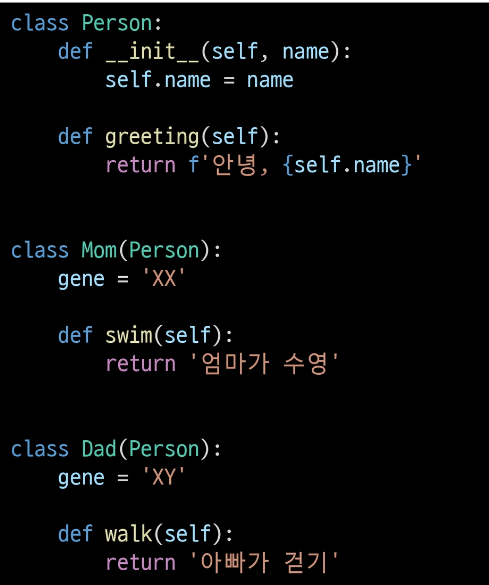 class Person:
    def __init__(self, name):
        self.name = name
    def greeting(self):
        return f'안녕, {self.name}'
class Mom(Person):
    gene = 'XX'
    def swim(self):
        return '엄마가 수영'
class Dad(Person):
    gene = 'XY'
    def walk(self):
        return '아빠가 걷기'